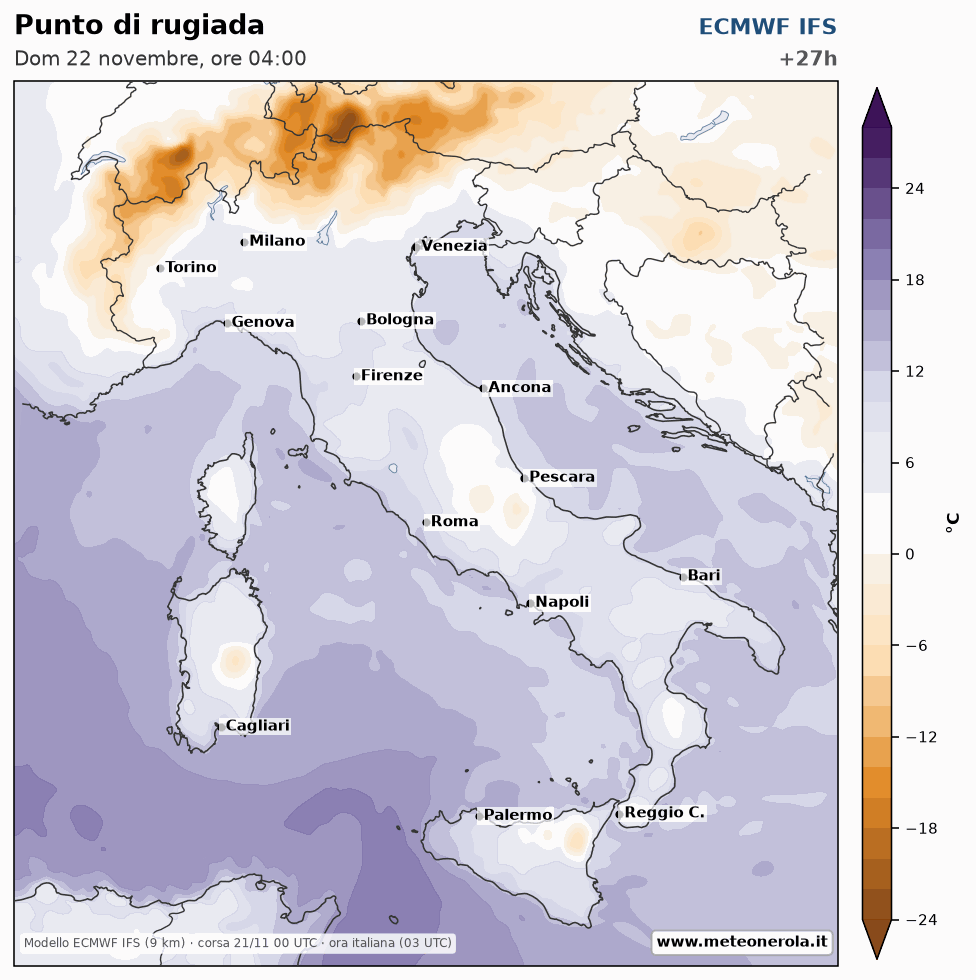 Punto di rugiada
ECMWF IFS
Dom 22 novembre, ore 04:00
+27h
Milano
Venezia
Torino
Genova
Bologna
Firenze
Ancona
Pescara
Roma
Bari
Napoli
Cagliari
Palermo
Reggio C.
24
18
12
6
0
−6
−12
−18
−24
°C
Modello ECMWF IFS (9 km) · corsa 21/11 00 UTC · ora italiana (03 UTC)
www.meteonerola.it